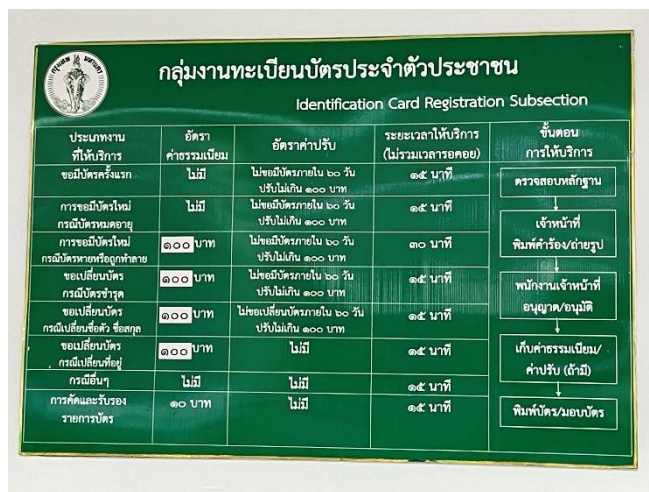 กรุงเทพมหานคร
กลุ่มงานทะเบียนบัตรประจำตัวประชาชน
Identification Card Registration Subsection
ประเภทงาน
ที่ให้บริการ
อัตรา
ค่าธรรมเนียม
อัตราค่าปรับ
ระยะเวลาให้บริการ
(ไม่รวมเวลารอคอย)
ขั้นตอน
การให้บริการ
ขอมีบัตรครั้งแรก
ไม่มี
ไม่ขอมีบัตรภายใน ๖๐ วัน
ปรับไม่เกิน ๑๐๐ บาท
๑๕ นาที
การขอมีบัตรใหม่
กรณีบัตรหมดอายุ
ไม่มี
ไม่ขอมีบัตรภายใน ๖๐ วัน
ปรับไม่เกิน ๑๐๐ บาท
๑๕ นาที
การขอมีบัตรใหม่
กรณีบัตรหายหรือถูกทำลาย
๑๐๐ บาท
ไม่ขอมีบัตรภายใน ๖๐ วัน
ปรับไม่เกิน ๑๐๐ บาท
๓๐ นาที
ขอเปลี่ยนบัตร
กรณีบัตรชำรุด
๑๐๐ บาท
ไม่ขอมีบัตรภายใน ๖๐ วัน
ปรับไม่เกิน ๑๐๐ บาท
๑๕ นาที
ขอเปลี่ยนบัตร
กรณีเปลี่ยนชื่อตัว ชื่อสกุล
๑๐๐ บาท
ไม่ขอเปลี่ยนบัตรภายใน ๖๐ วัน
ปรับไม่เกิน ๑๐๐ บาท
๑๕ นาที
ขอเปลี่ยนบัตร
กรณีเปลี่ยนที่อยู่
๑๐๐ บาท
ไม่มี
๑๕ นาที
กรณีอื่นๆ
ไม่มี
ไม่มี
๑๕ นาที
การคัดและรับรอง
รายการบัตร
๑๐ บาท
ไม่มี
๑๕ นาที
ตรวจสอบหลักฐาน
เจ้าหน้าที่
พิมพ์คำร้อง/ถ่ายรูป
พนักงานเจ้าหน้าที่
อนุญาต/อนุมัติ
เก็บค่าธรรมเนียม/
ค่าปรับ (ถ้ามี)
พิมพ์บัตร/มอบบัตร